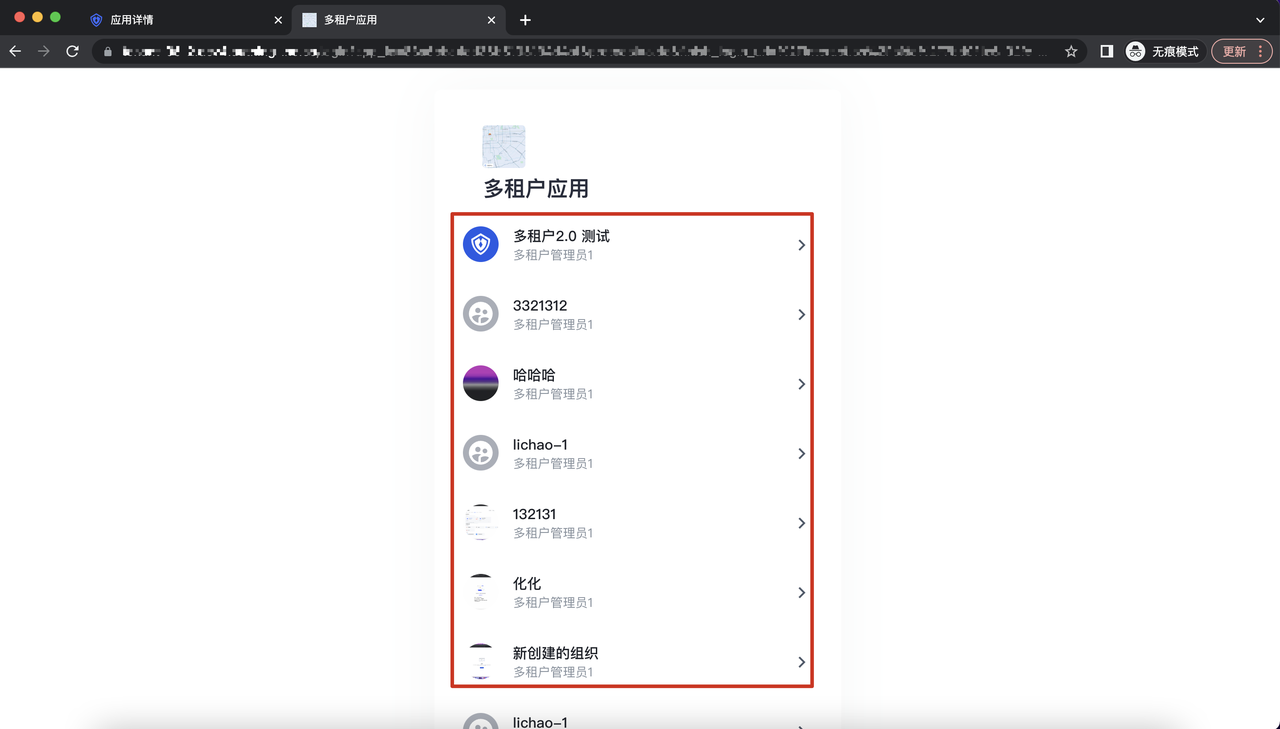 应用详情
多租户应用
无痕模式
更新
多租户应用
多租户2.0 测试
多租户管理员1
3321312
多租户管理员1
哈哈哈
多租户管理员1
lichao-1
多租户管理员1
132131
多租户管理员1
化化
多租户管理员1
新创建的组织
多租户管理员1
lichao-1